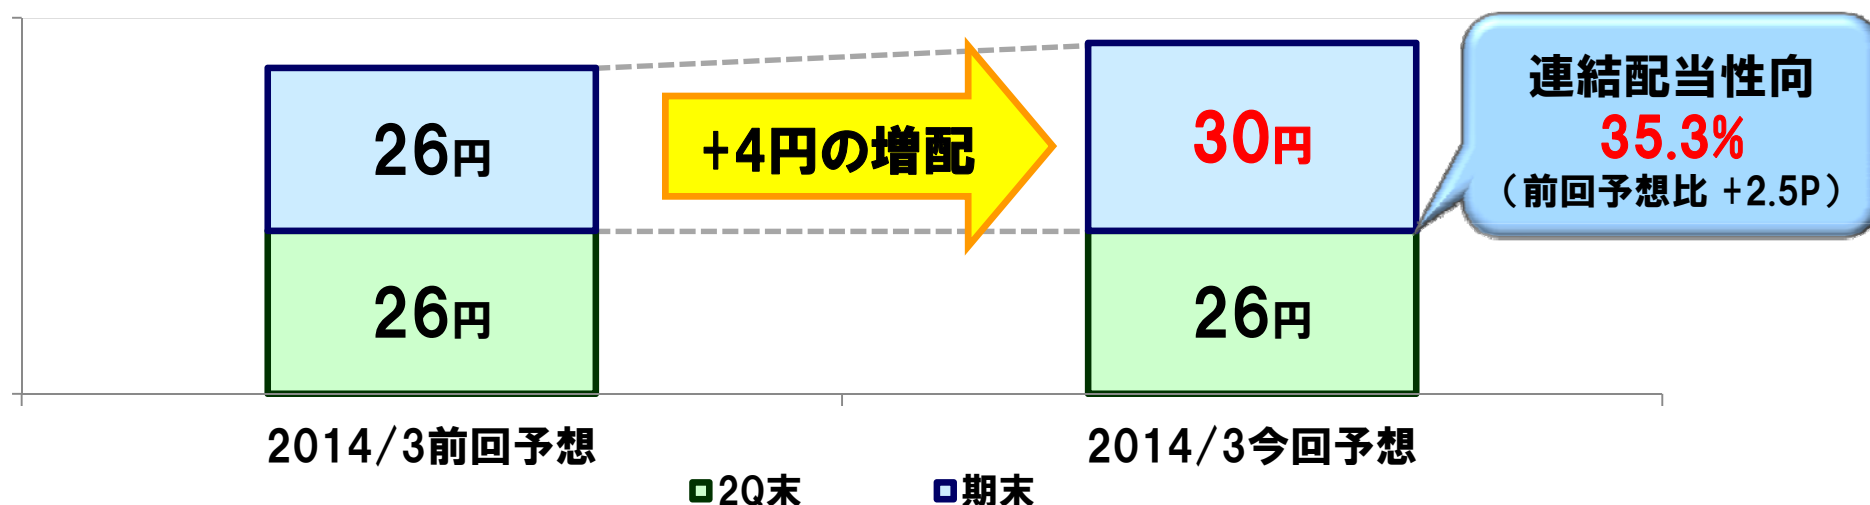 26円
26円
+4円の増配
30円
26円
連結配当性向
35.3%
（前回予想比 +2.5P）
2014/3前回予想
2014/3今回予想
2Q末
期末